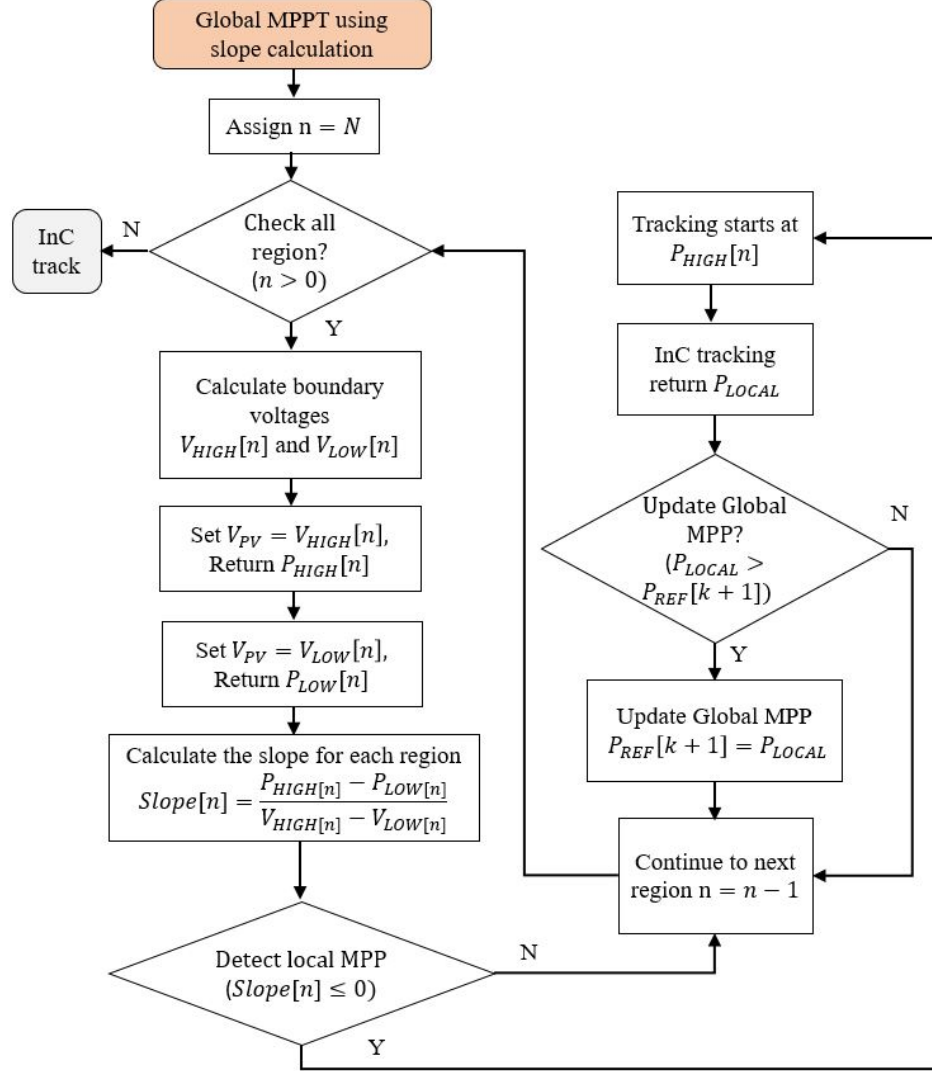 Global MPPT using
slope calculation
Assign n = N
Check all
region?
(n > 0)
N
InC
track
Y
Calculate boundary
voltages
V_HIGH[n] and V_LOW[n]
Set V_PV = V_HIGH[n],
Return P_HIGH[n]
Set V_PV = V_LOW[n],
Return P_LOW[n]
Calculate the slope for each region
Slope[n] = (P_HIGH[n] − P_LOW[n]) / (V_HIGH[n] − V_LOW[n])
Detect local MPP
(Slope[n] ≤ 0)
N
Y
Tracking starts at
P_HIGH[n]
InC tracking
return P_LOCAL
Update Global
MPP?
(P_LOCAL >
P_REF[k + 1])
N
Y
Update Global MPP
P_REF[k + 1] = P_LOCAL
Continue to next
region n = n − 1